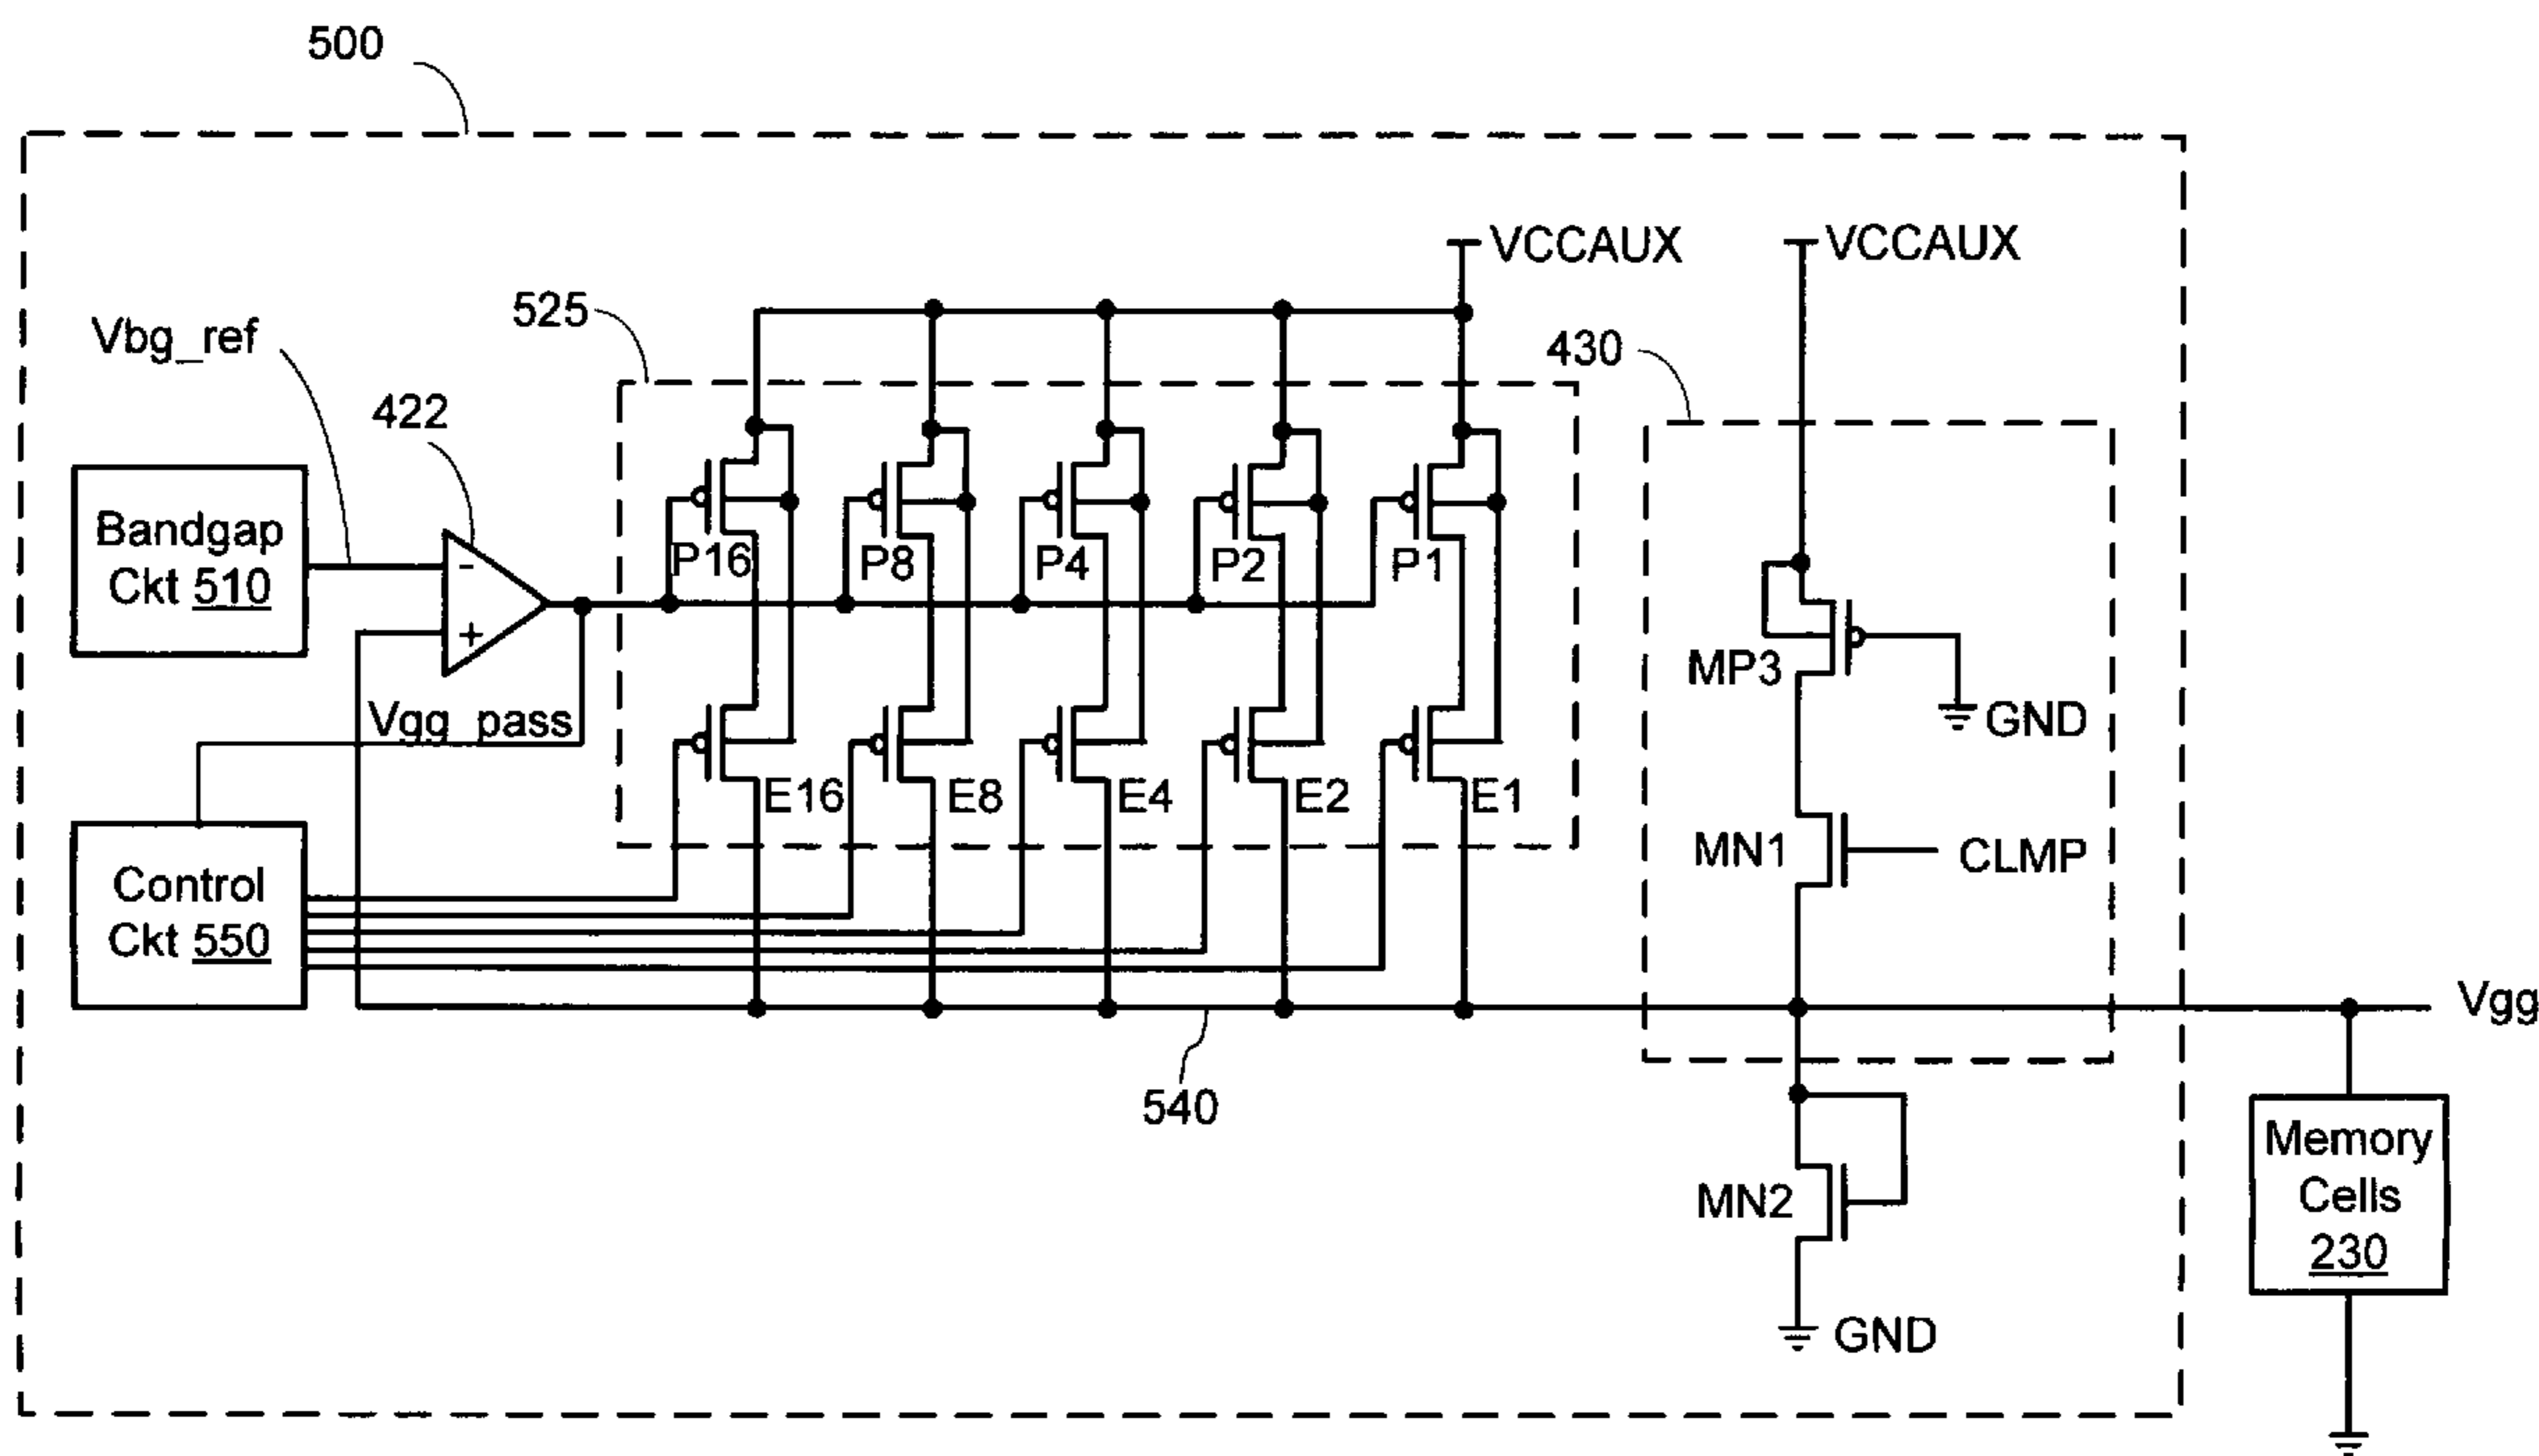 500
VCCAUX
VCCAUX
525
Vbg_ref
430
422
-
Bandgap
Ckt 510
P16
P8
P4
P2
P1
+
MP3
Vgg_pass
GND
E16
E8
E4
E2
E1
MN1
CLMP
Control
Ckt 550
Vgg
540
Memory
Cells
230
MN2
GND